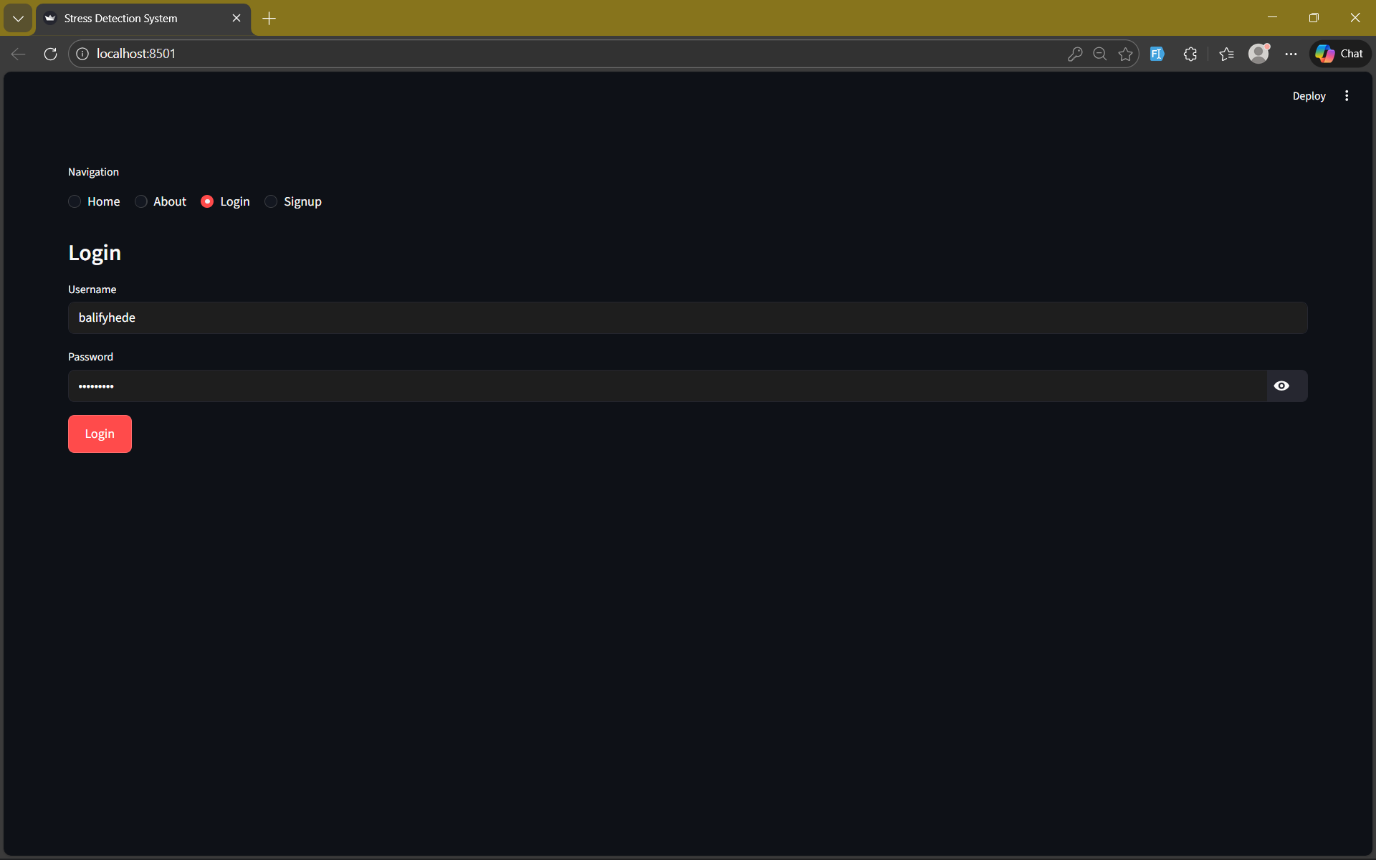 Stress Detection System
localhost:8501
Chat
Deploy
Navigation
Home About Login Signup
Login
Username
balifyhede
Password
•••••••••
Login